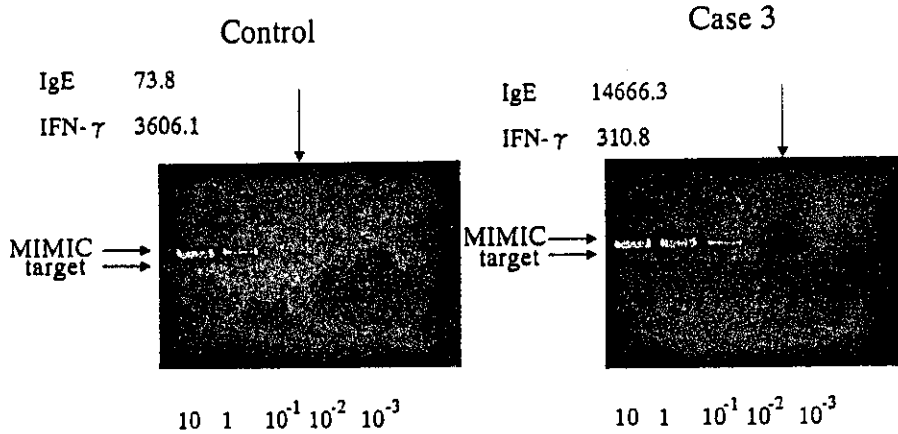 Control
IgE 73.8
IFN-γ 3606.1
MIMIC
target
10 1 10⁻¹ 10⁻² 10⁻³
Case 3
IgE 14666.3
IFN-γ 310.8
MIMIC
target
10 1 10⁻¹ 10⁻² 10⁻³